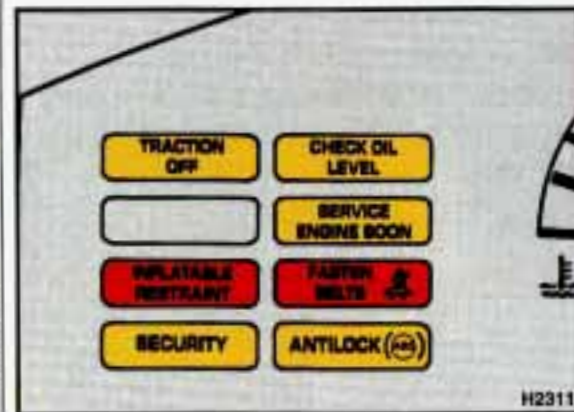 TRACTION
OFF
CHECK OIL
LEVEL
SERVICE
ENGINE SOON
INFLATABLE
RESTRAINT
FASTEN
BELTS
SECURITY
ANTILOCK (ABS)
H2311